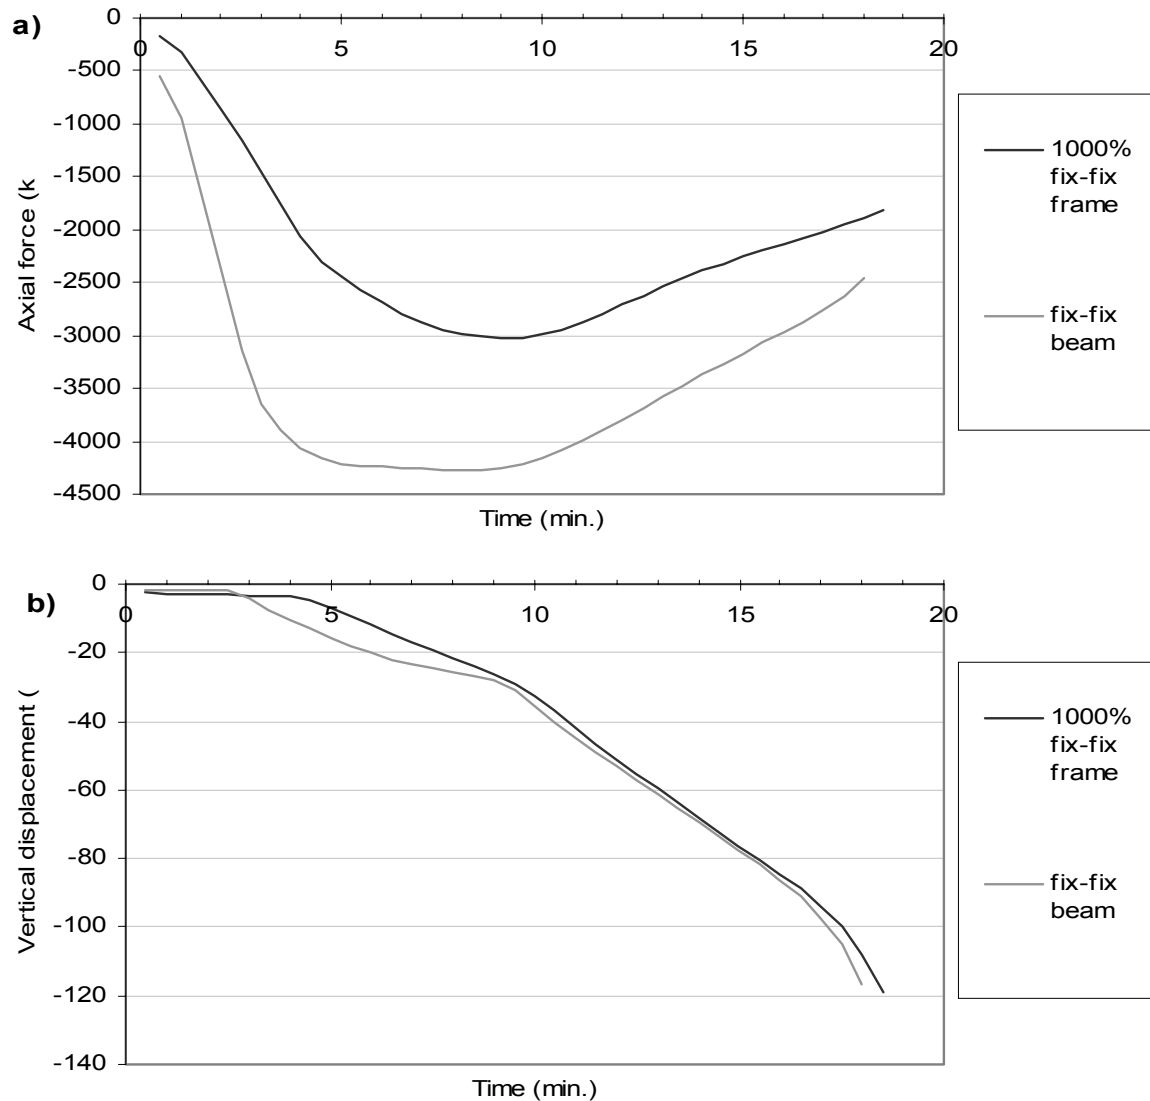 a)
0
0
5
10
15
20
-500
-1000
-1500
-2000
-2500
-3000
-3500
-4000
-4500
Axial force (k
Time (min.)
1000%
fix-fix
frame
fix-fix
beam
b)
0
0
5
10
15
20
-20
-40
-60
-80
-100
-120
-140
Vertical displacement (
Time (min.)
1000%
fix-fix
frame
fix-fix
beam